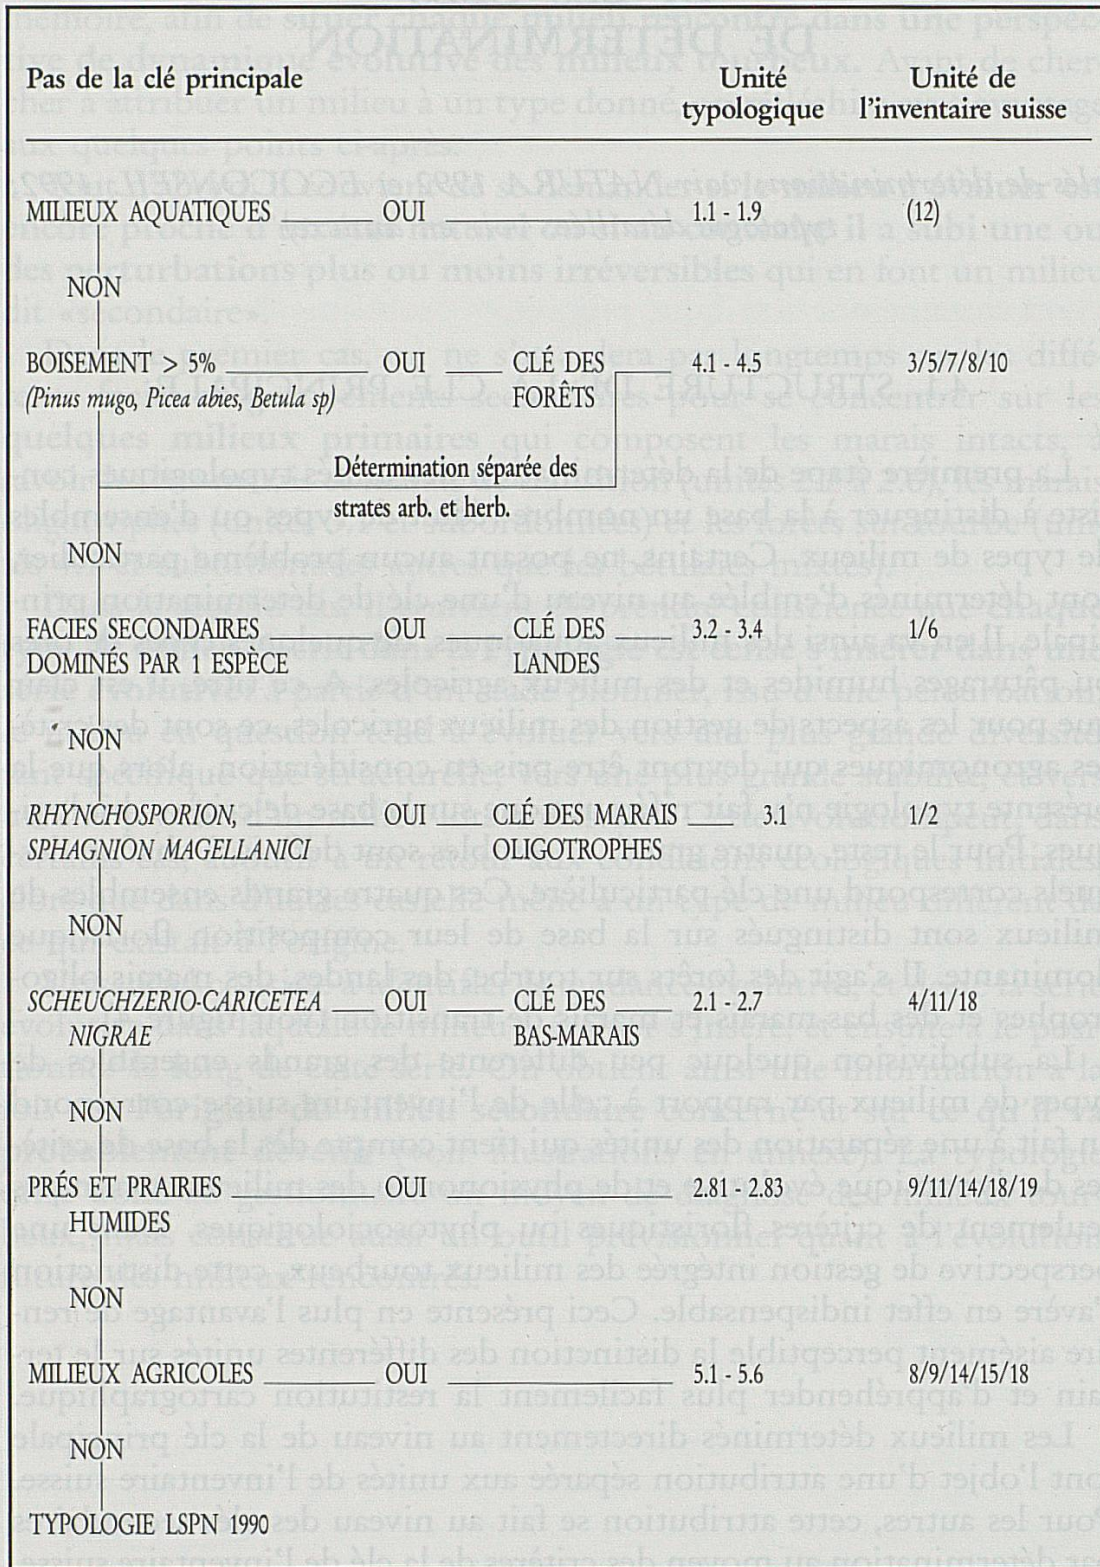 Pas de la clé principale Unité Unité de
typologique l'inventaire suisse
MILIEUX AQUATIQUES OUI 1.1 - 1.9 (12)
NON
BOISEMENT > 5% OUI CLÉ DES 4.1 - 4.5 3/5/7/8/10
(Pinus mugo, Picea abies, Betula sp) FORÊTS
Détermination séparée des
strates arb. et herb.
NON
FACIES SECONDAIRES OUI CLÉ DES 3.2 - 3.4 1/6
DOMINÉS PAR 1 ESPÈCE LANDES
NON
RHYNCHOSPORION, OUI CLÉ DES MARAIS 3.1 1/2
SPHAGNION MAGELLANICI OLIGOTROPHES
NON
SCHEUCHZERIO-CARICETEA OUI CLÉ DES 2.1 - 2.7 4/11/18
NIGRAE BAS-MARAIS
NON
PRÉS ET PRAIRIES OUI 2.81 - 2.83 9/11/14/18/19
HUMIDES
NON
MILIEUX AGRICOLES OUI 5.1 - 5.6 8/9/14/15/18
NON
TYPOLOGIE LSPN 1990